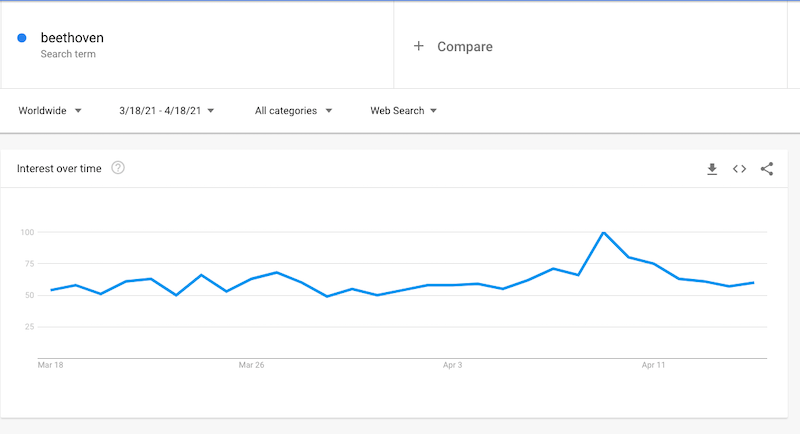 beethoven
Search term
+ Compare
Worldwide 3/18/21 - 4/18/21 All categories Web Search
Interest over time ?
100
75
50
25
Mar 18 Mar 26 Apr 3 Apr 11